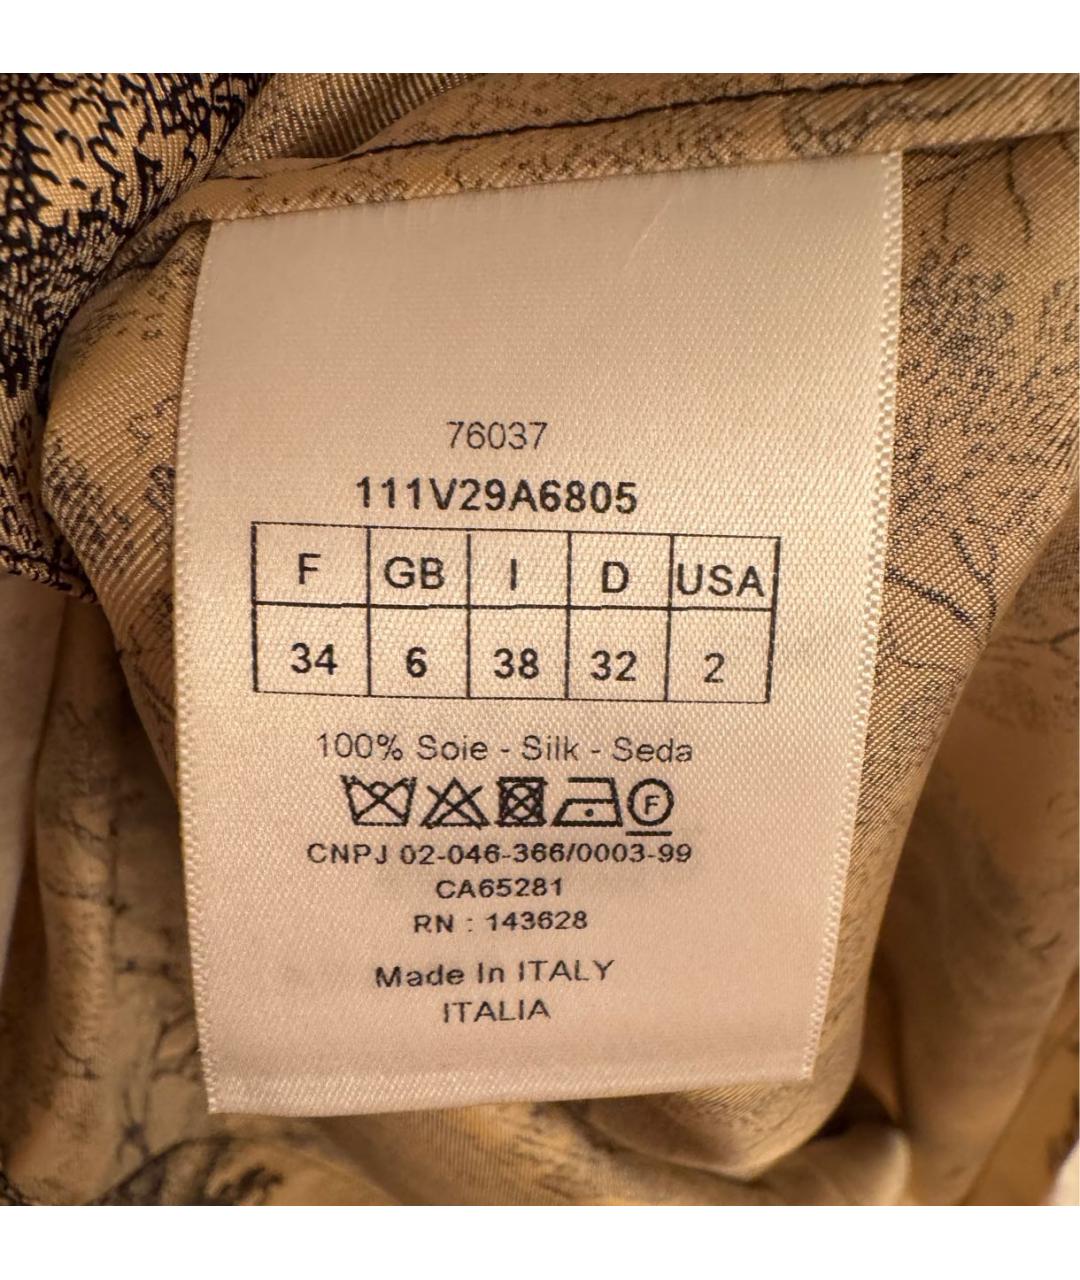 76037
111V29A6805
F GB I D USA
34 6 38 32 2
100% Soie - Silk - Seda
F
CNPJ 02-046-366/0003-99
CA65281
RN : 143628
Made In ITALY
ITALIA